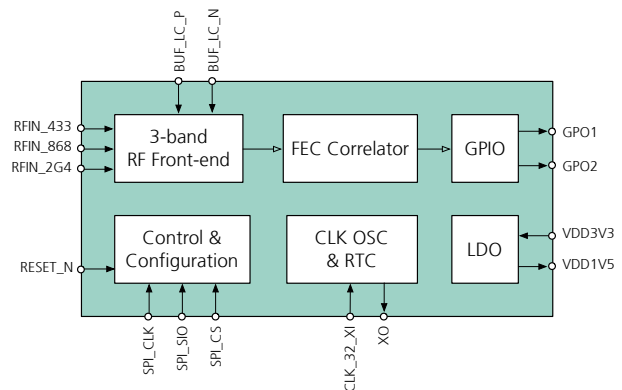 BUF_LC_P
BUF_LC_N
RFIN_433
RFIN_868
RFIN_2G4
3-band
RF Front-end
FEC Correlator
GPIO
GPO1
GPO2
RESET_N
Control &
Configuration
CLK OSC
& RTC
LDO
VDD3V3
VDD1V5
SPI_CLK
SPI_SIO
SPI_CS
CLK_32_XI
XO